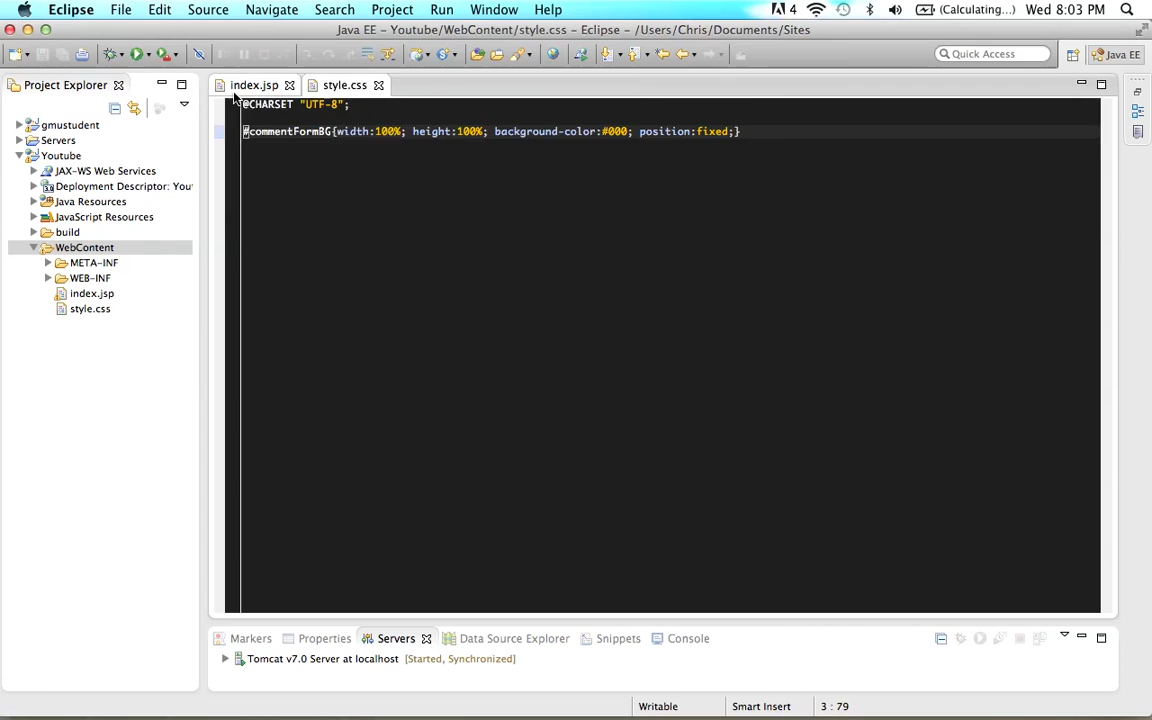 Eclipse File Edit Source Navigate Search Project Run Window Help 4 (Calculating...) Wed 8:03 PM
Java EE – Youtube/WebContent/style.css – Eclipse – /Users/Chris/Documents/Sites
Quick Access Java EE
Project Explorer
gmustudent
Servers
Youtube
JAX-WS Web Services
Deployment Descriptor: You
Java Resources
JavaScript Resources
build
WebContent
META-INF
WEB-INF
index.jsp
style.css
index.jsp style.css
@CHARSET "UTF-8";
#commentFormBG{width:100%; height:100%; background-color:#000; position:fixed;}
Markers Properties Servers Data Source Explorer Snippets Console
Tomcat v7.0 Server at localhost [Started, Synchronized]
Writable Smart Insert 3 : 79